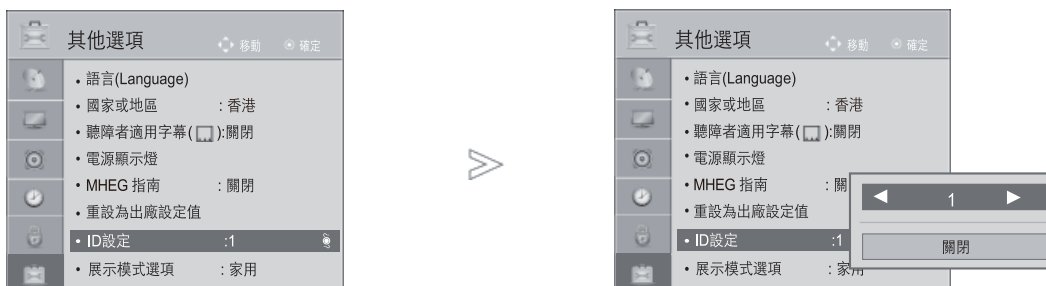 其他選項 移動 確定
• 語言(Language)
• 國家或地區 : 香港
• 聽障者適用字幕( ):關閉
• 電源顯示燈
• MHEG 指南 : 關閉
• 重設為出廠設定值
• ID設定 :1
• 展示模式選項 : 家用
其他選項 移動 確定
• 語言(Language)
• 國家或地區 : 香港
• 聽障者適用字幕( ):關閉
• 電源顯示燈
• MHEG 指南 : 關
• 重設為出廠設定值
• ID設定 :1
• 展示模式選項 : 家用
◀ 1 ▶
關閉